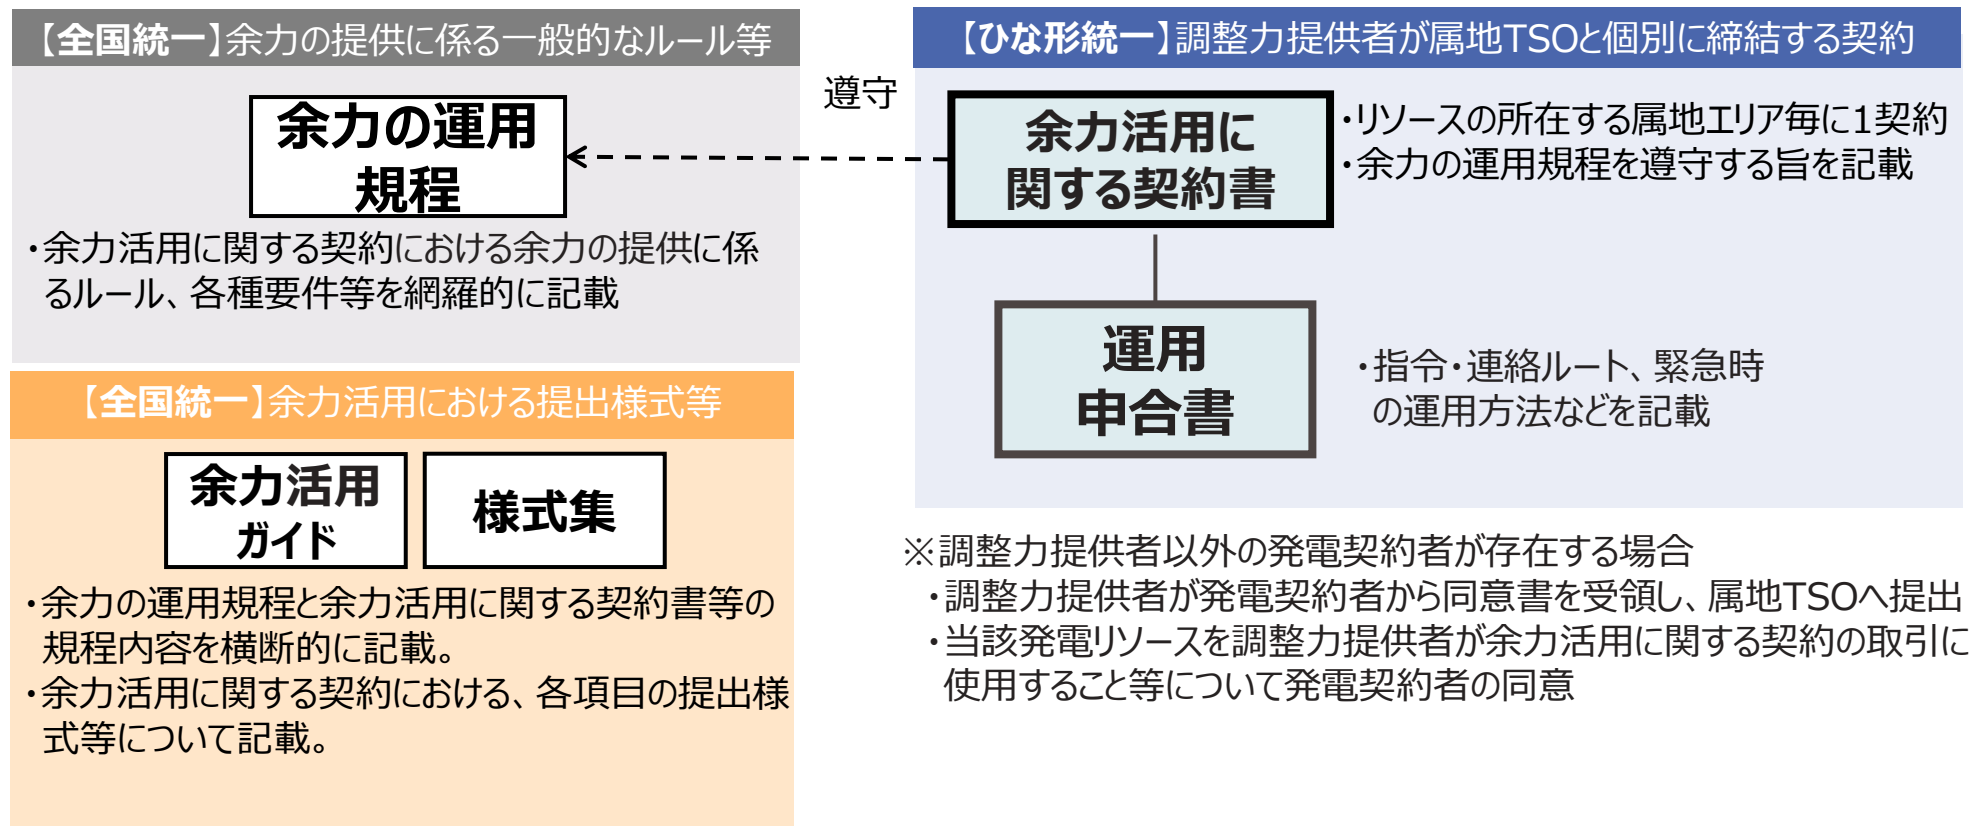 【全国統一】余力の提供に係る一般的なルール等
余力の運用
規程
・余力活用に関する契約における余力の提供に係
るルール、各種要件等を網羅的に記載
【全国統一】余力活用における提出様式等
余力活用
ガイド
様式集
・余力の運用規程と余力活用に関する契約書等の
規程内容を横断的に記載。
・余力活用に関する契約における、各項目の提出様
式等について記載。
遵守
【ひな形統一】調整力提供者が属地TSOと個別に締結する契約
余力活用に
関する契約書
・リソースの所在する属地エリア毎に1契約
・余力の運用規程を遵守する旨を記載
運用
申合書
・指令・連絡ルート、緊急時
の運用方法などを記載
※調整力提供者以外の発電契約者が存在する場合
・調整力提供者が発電契約者から同意書を受領し、属地TSOへ提出
・当該発電リソースを調整力提供者が余力活用に関する契約の取引に
使用すること等について発電契約者の同意